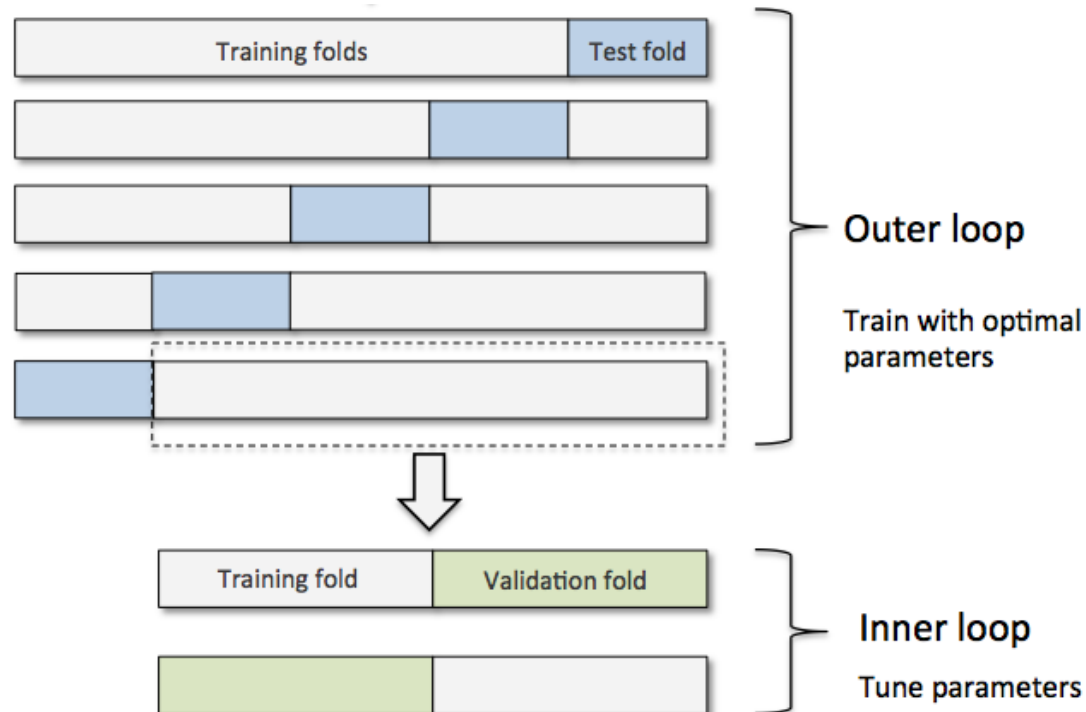 Training folds
Test fold
Outer loop
Train with optimal
parameters
Training fold
Validation fold
Inner loop
Tune parameters